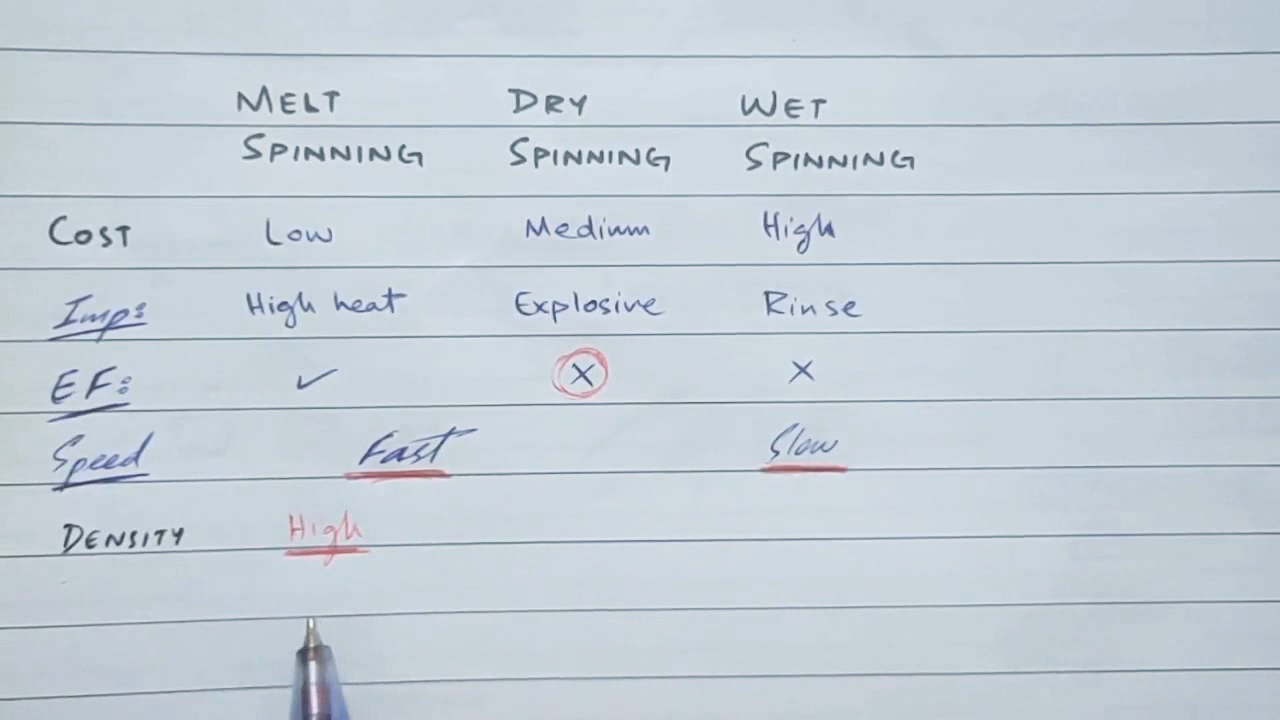 MELT DRY WET
SPINNING SPINNING SPINNING
COST Low Medium High
Imp: High heat Explosive Rinse
EF: ✓ X X
Speed Fast Slow
DENSITY High